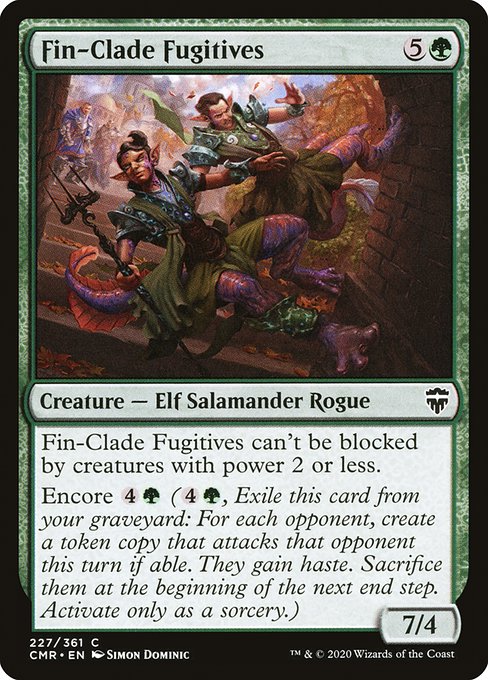 Fin-Clade Fugitives 5
Creature — Elf Salamander Rogue
Fin-Clade Fugitives can't be blocked
by creatures with power 2 or less.
Encore 4 (4, Exile this card from
your graveyard: For each opponent, create
a token copy that attacks that opponent
this turn if able. They gain haste. Sacrifice
them at the beginning of the next end step.
Activate only as a sorcery.)
7/4
227/361 C
CMR • EN Simon Dominic
™ & © 2020 Wizards of the Coast